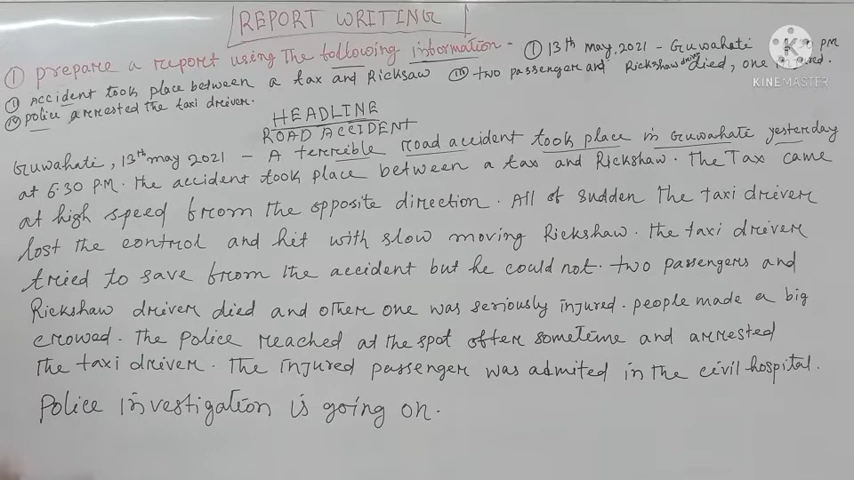 REPORT WRITING
① prepare a report using The following information - ① 13th may, 2021 - Guwahati PM
① Accident took place between a tax and Ricksaw ⑪ two passenger and Rickshaw driver died, one
⑩ police arrested the taxi driver.
HEADLINE
ROAD ACCIDENT
Guwahati, 13th may 2021 - A terrible road accident took place in Guwahati yesterday
at 6.30 P.M. the accident took place between a tax and Rickshaw. The Tax came
at high speed from the opposite direction. All of sudden the taxi driver
lost the control and hit with slow moving Rickshaw. the taxi driver
tried to save from the accident but he could not. two passengers and
Rickshaw driver died and other one was seriously injured. people made a big
crowed. The police reached at the spot after sometime and arrested
the taxi driver. The injured passenger was admited in the civil hospital.
Police investigation is going on.
KINEMASTER